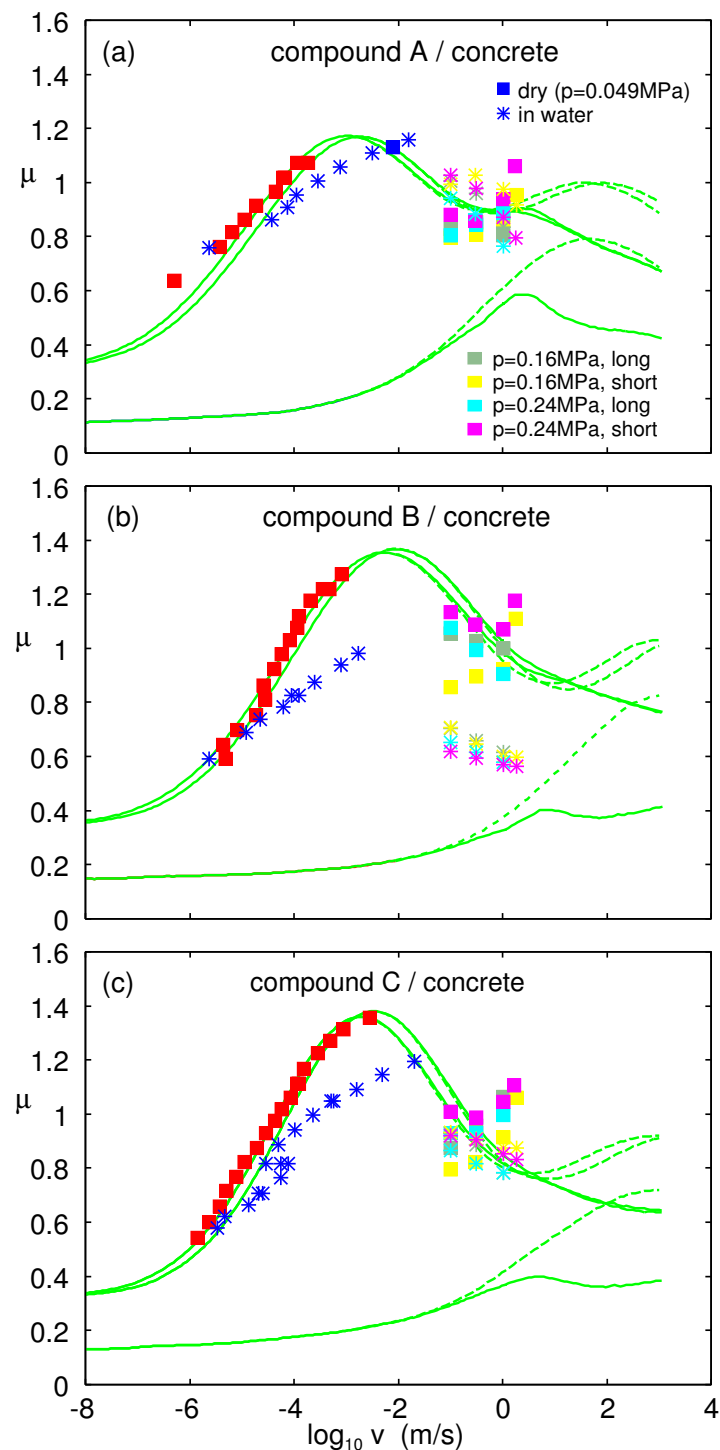 (a) compound A / concrete
dry (p=0.049MPa)
in water
μ
1.6
1.4
1.2
1
0.8
0.6
0.4
0.2
0
p=0.16MPa, long
p=0.16MPa, short
p=0.24MPa, long
p=0.24MPa, short
(b) compound B / concrete
μ
1.6
1.4
1.2
1
0.8
0.6
0.4
0.2
0
(c) compound C / concrete
μ
1.6
1.4
1.2
1
0.8
0.6
0.4
0.2
0
-8 -6 -4 -2 0 2 4
log₁₀ v (m/s)